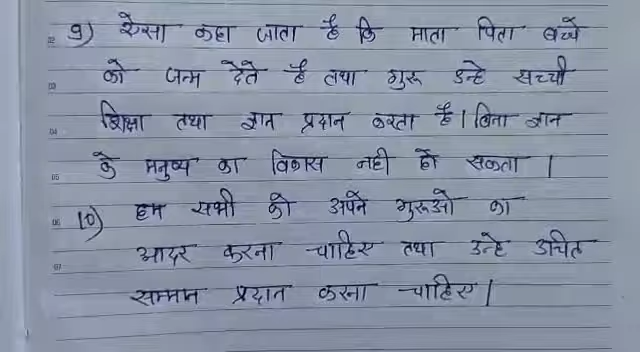 9) ऐसा कहा जाता है कि माता पिता बच्चे
को जन्म देते है तथा गुरू उन्हे सच्ची
शिक्षा तथा ज्ञान प्रदान करता है। बिना ज्ञान
के मनुष्य का विकास नही हो सकता ।
10) हम सभी को अपने गुरूओ का
आदर करना चाहिए तथा उन्हे उचित
सम्मान प्रदान करना चाहिए।